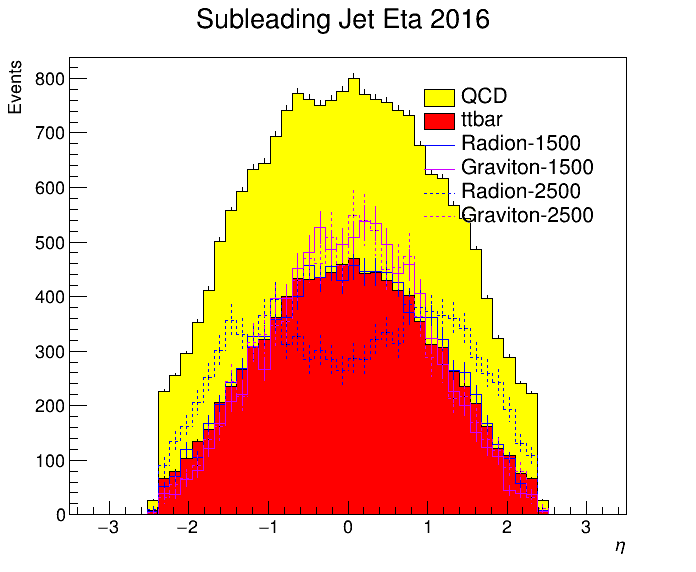 Subleading Jet Eta 2016
Events
800
700
600
500
400
300
200
100
0
−3
−2
−1
0
1
2
3
η
QCD
ttbar
Radion-1500
Graviton-1500
Radion-2500
Graviton-2500